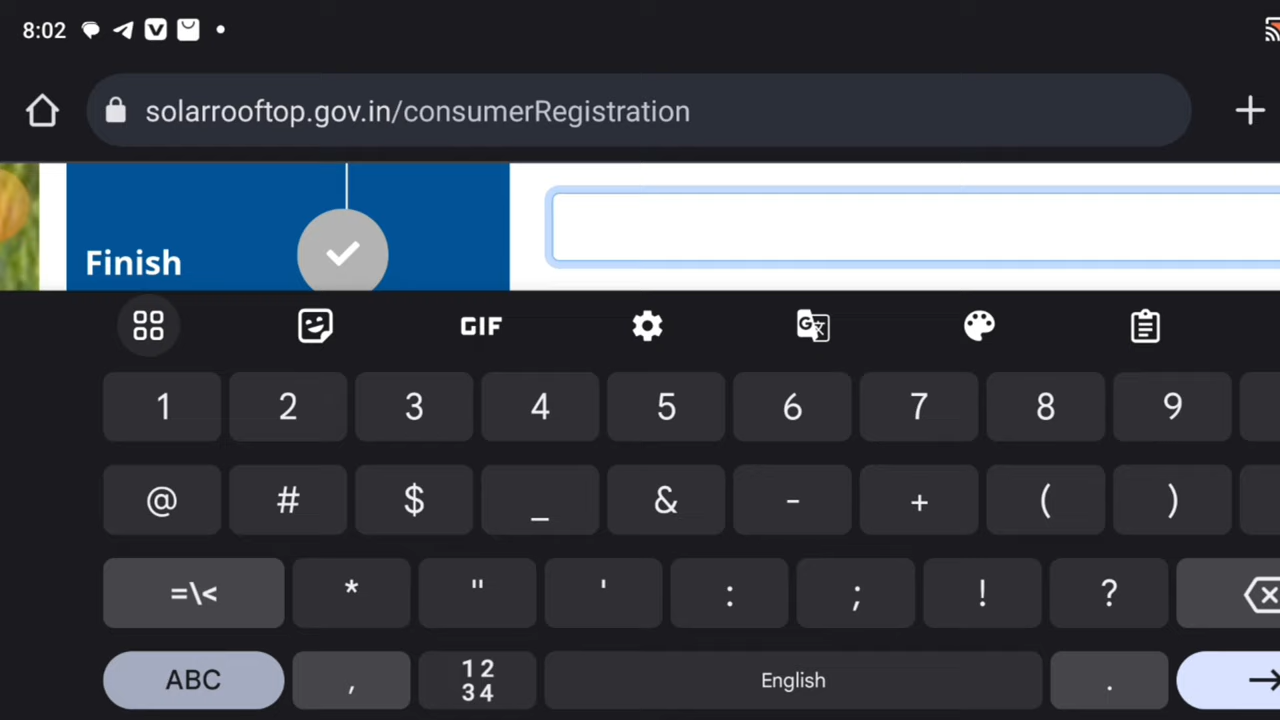 8:02
solarrooftop.gov.in/consumerRegistration
Finish
GIF
1 2 3 4 5 6 7 8 9
@ # $ _ & - + ( )
=\< * " ' : ; ! ?
ABC , 12 34 English .